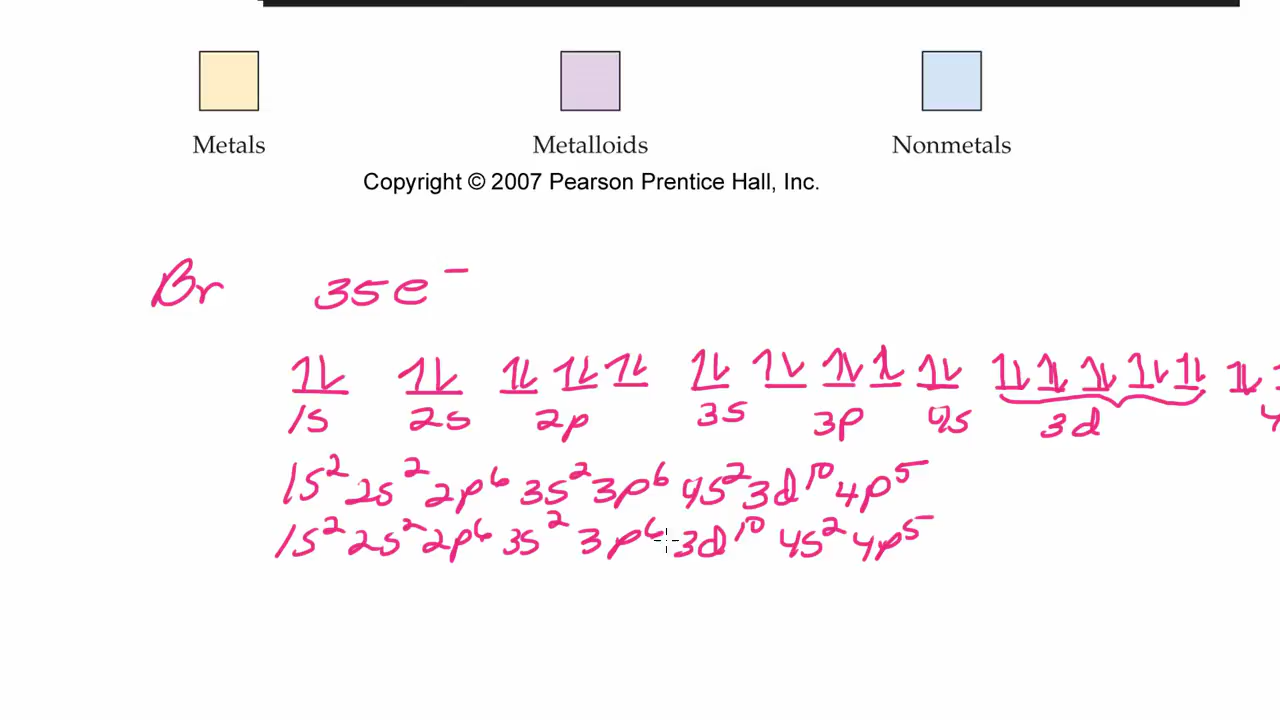 Metals Metalloids Nonmetals
Copyright © 2007 Pearson Prentice Hall, Inc.
Br 35e⁻
1s 2s 2p 3s 3p 4s 3d 4
1s² 2s² 2p⁶ 3s² 3p⁶ 4s² 3d¹⁰ 4p⁵
1s² 2s² 2p⁶ 3s² 3p⁶ 3d¹⁰ 4s² 4p⁵